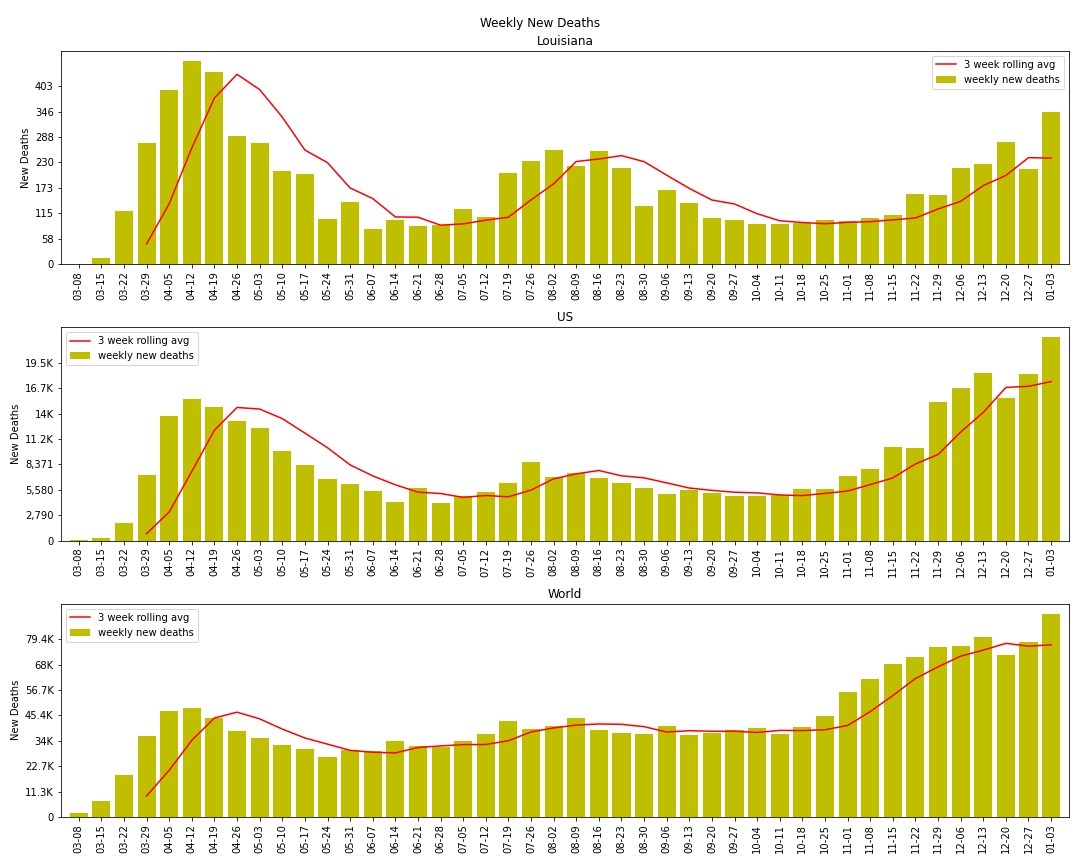 Weekly New Deaths
Louisiana
3 week rolling avg
weekly new deaths
New Deaths
403
346
288
230
173
115
58
0
03-08 03-15 03-22 03-29 04-05 04-12 04-19 04-26 05-03 05-10 05-17 05-24 05-31 06-07 06-14 06-21 06-28 07-05 07-12 07-19 07-26 08-02 08-09 08-16 08-23 08-30 09-06 09-13 09-20 09-27 10-04 10-11 10-18 10-25 11-01 11-08 11-15 11-22 11-29 12-06 12-13 12-20 12-27 01-03
US
3 week rolling avg
weekly new deaths
New Deaths
19.5K
16.7K
14K
11.2K
8,371
5,580
2,790
0
03-08 03-15 03-22 03-29 04-05 04-12 04-19 04-26 05-03 05-10 05-17 05-24 05-31 06-07 06-14 06-21 06-28 07-05 07-12 07-19 07-26 08-02 08-09 08-16 08-23 08-30 09-06 09-13 09-20 09-27 10-04 10-11 10-18 10-25 11-01 11-08 11-15 11-22 11-29 12-06 12-13 12-20 12-27 01-03
World
3 week rolling avg
weekly new deaths
New Deaths
79.4K
68K
56.7K
45.4K
34K
22.7K
11.3K
0
03-08 03-15 03-22 03-29 04-05 04-12 04-19 04-26 05-03 05-10 05-17 05-24 05-31 06-07 06-14 06-21 06-28 07-05 07-12 07-19 07-26 08-02 08-09 08-16 08-23 08-30 09-06 09-13 09-20 09-27 10-04 10-11 10-18 10-25 11-01 11-08 11-15 11-22 11-29 12-06 12-13 12-20 12-27 01-03